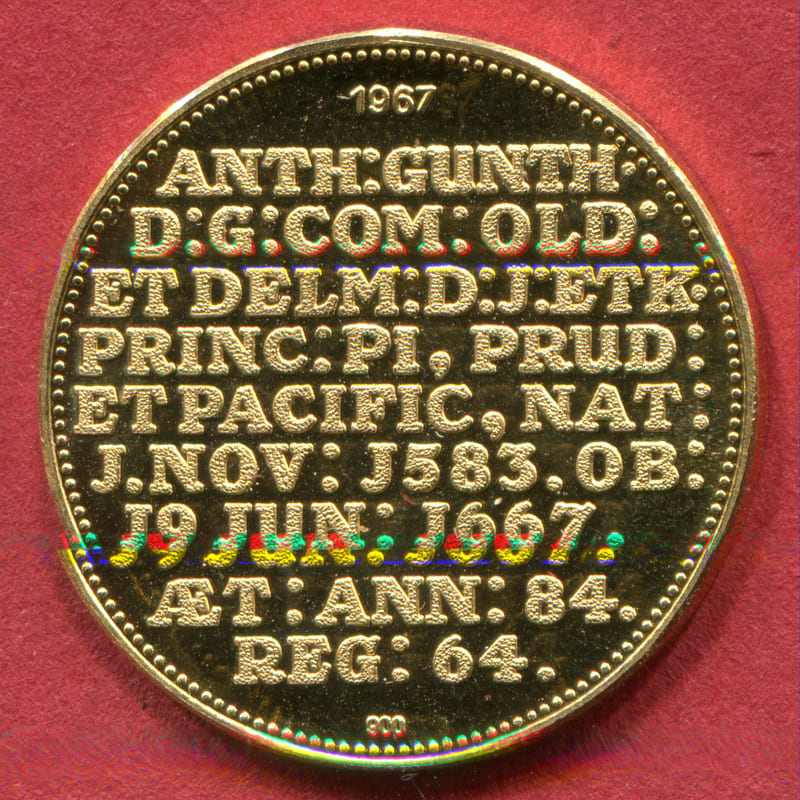 1967
ANTH:GUNTH·
D:G:COM:OLD:
ET DELM:D:J:ETK·
PRINC:PI, PRUD:
ET PACIFIC, NAT:
J.NOV: J583.OB:
J9 JUN: J667.
ÆT: ANN: 84.
REG: 64.
900